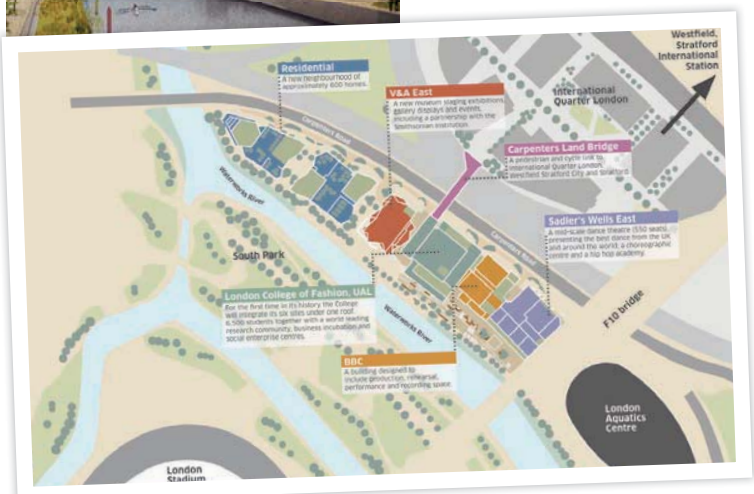 Westfield,
Stratford
International
Station
Residential
A new neighbourhood of
approximately 600 homes.
V&A East
A new museum staging exhibitions,
gallery displays and events,
including a partnership with the
Smithsonian Institution.
International
Quarter London
Carpenters Road
Carpenters Land Bridge
A pedestrian and cycle link to
International Quarter London,
Westfield Stratford City and Stratford.
Waterworks River
Sadler's Wells East
A mid-scale dance theatre (550 seats)
presenting the best dance from the UK
and around the world, a choreographic
centre and a hip hop academy.
Carpenters Road
South Park
London College of Fashion, UAL
For the first time in its history the College
will integrate its six sites under one roof.
6,500 students together with a world leading
research community, business incubation and
social enterprise centres.
Waterworks River
F10 bridge
BBC
A building designed to
include production, rehearsal,
performance and recording space.
London
Aquatics
Centre
London
Stadium